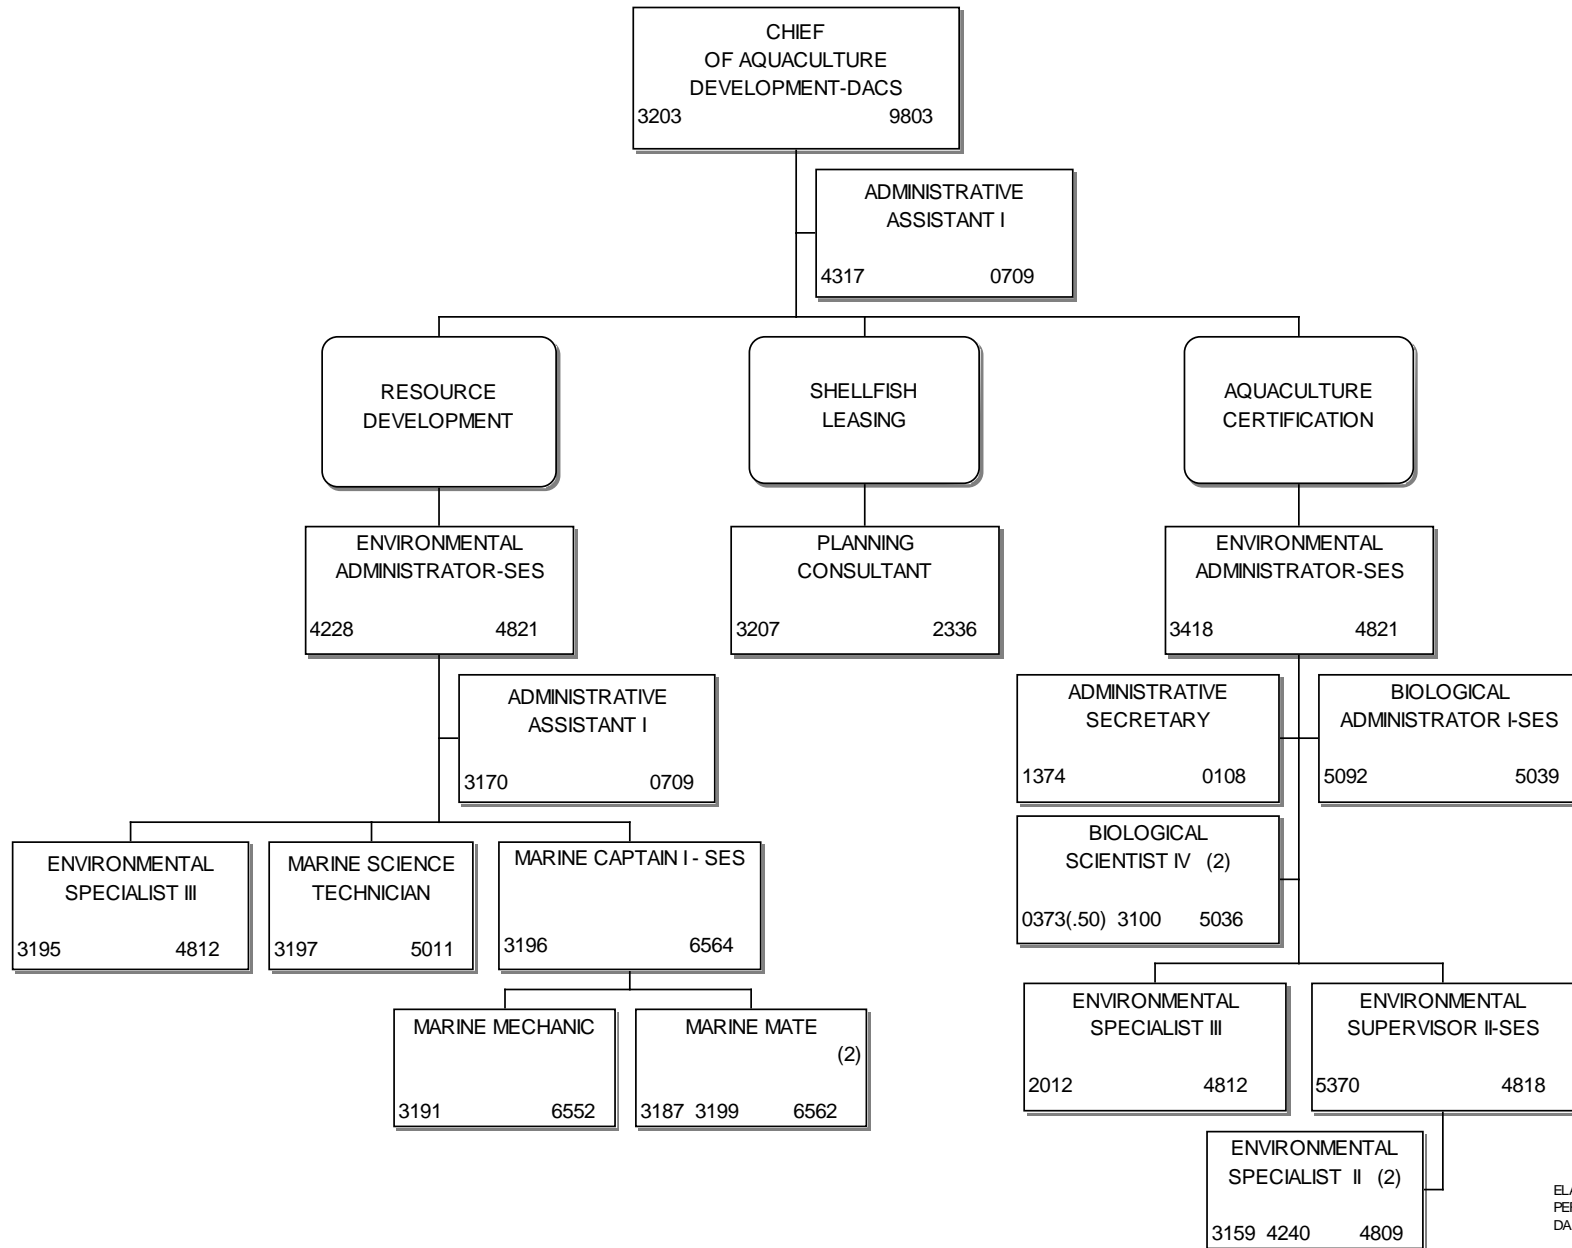 CHIEF
OF AQUACULTURE
DEVELOPMENT-DACS
3203 9803
ADMINISTRATIVE
ASSISTANT I
4317 0709
RESOURCE
DEVELOPMENT
SHELLFISH
LEASING
AQUACULTURE
CERTIFICATION
ENVIRONMENTAL
ADMINISTRATOR-SES
4228 4821
PLANNING
CONSULTANT
3207 2336
ENVIRONMENTAL
ADMINISTRATOR-SES
3418 4821
ADMINISTRATIVE
ASSISTANT I
3170 0709
ADMINISTRATIVE
SECRETARY
1374 0108
BIOLOGICAL
ADMINISTRATOR I-SES
5092 5039
BIOLOGICAL
SCIENTIST IV (2)
0373(.50) 3100 5036
ENVIRONMENTAL
SPECIALIST III
3195 4812
MARINE SCIENCE
TECHNICIAN
3197 5011
MARINE CAPTAIN I - SES
3196 6564
MARINE MECHANIC
3191 6552
MARINE MATE
(2)
3187 3199 6562
ENVIRONMENTAL
SPECIALIST III
2012 4812
ENVIRONMENTAL
SUPERVISOR II-SES
5370 4818
ENVIRONMENTAL
SPECIALIST II (2)
3159 4240 4809